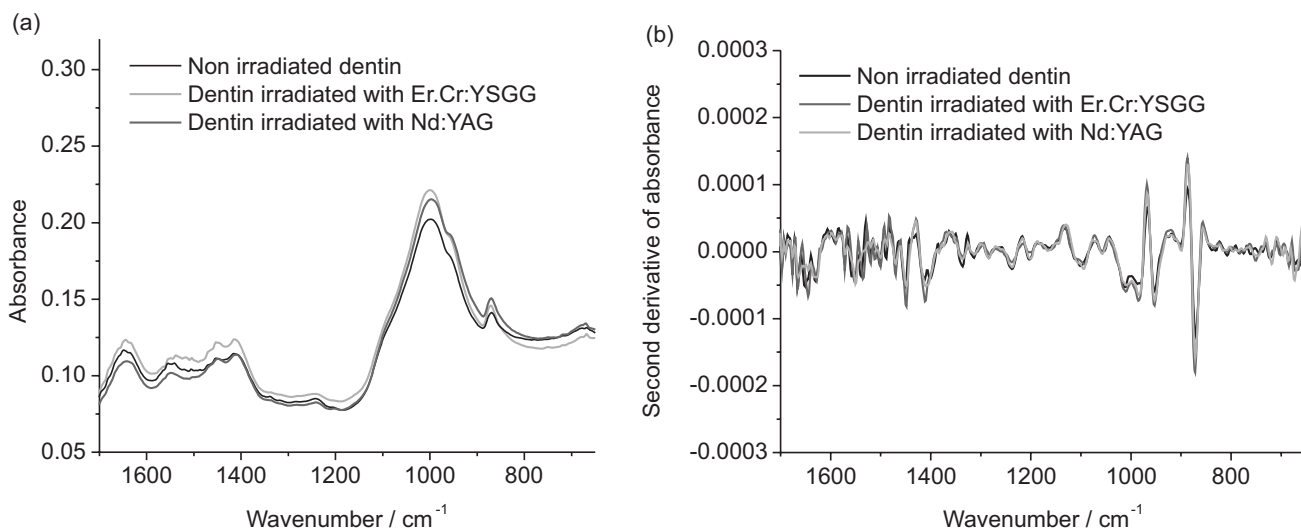 (a)
0.30
0.25
0.20
0.15
0.10
0.05
Absorbance
Non irradiated dentin
Dentin irradiated with Er.Cr:YSGG
Dentin irradiated with Nd:YAG
1600 1400 1200 1000 800
Wavenumber / cm⁻¹
(b)
0.0003
0.0002
0.0001
0.0000
-0.0001
-0.0002
-0.0003
Second derivative of absorbance
Non irradiated dentin
Dentin irradiated with Er.Cr:YSGG
Dentin irradiated with Nd:YAG
1600 1400 1200 1000 800
Wavenumber / cm⁻¹